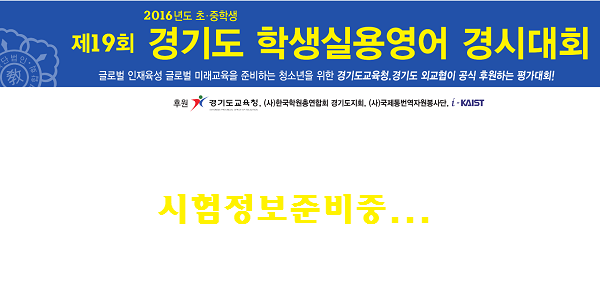 2016년도 초·중학생
제19회 경기도 학생실용영어 경시대회
글로벌 인재육성 글로벌 미래교육을 준비하는 청소년을 위한 경기도교육청, 경기도 외교협이 공식 후원하는 평가대회!
후원 경기도교육청, (사)한국학원총연합회 경기도지회, (사)국제통번역자원봉사단, i·KAIST
시험정보준비중...